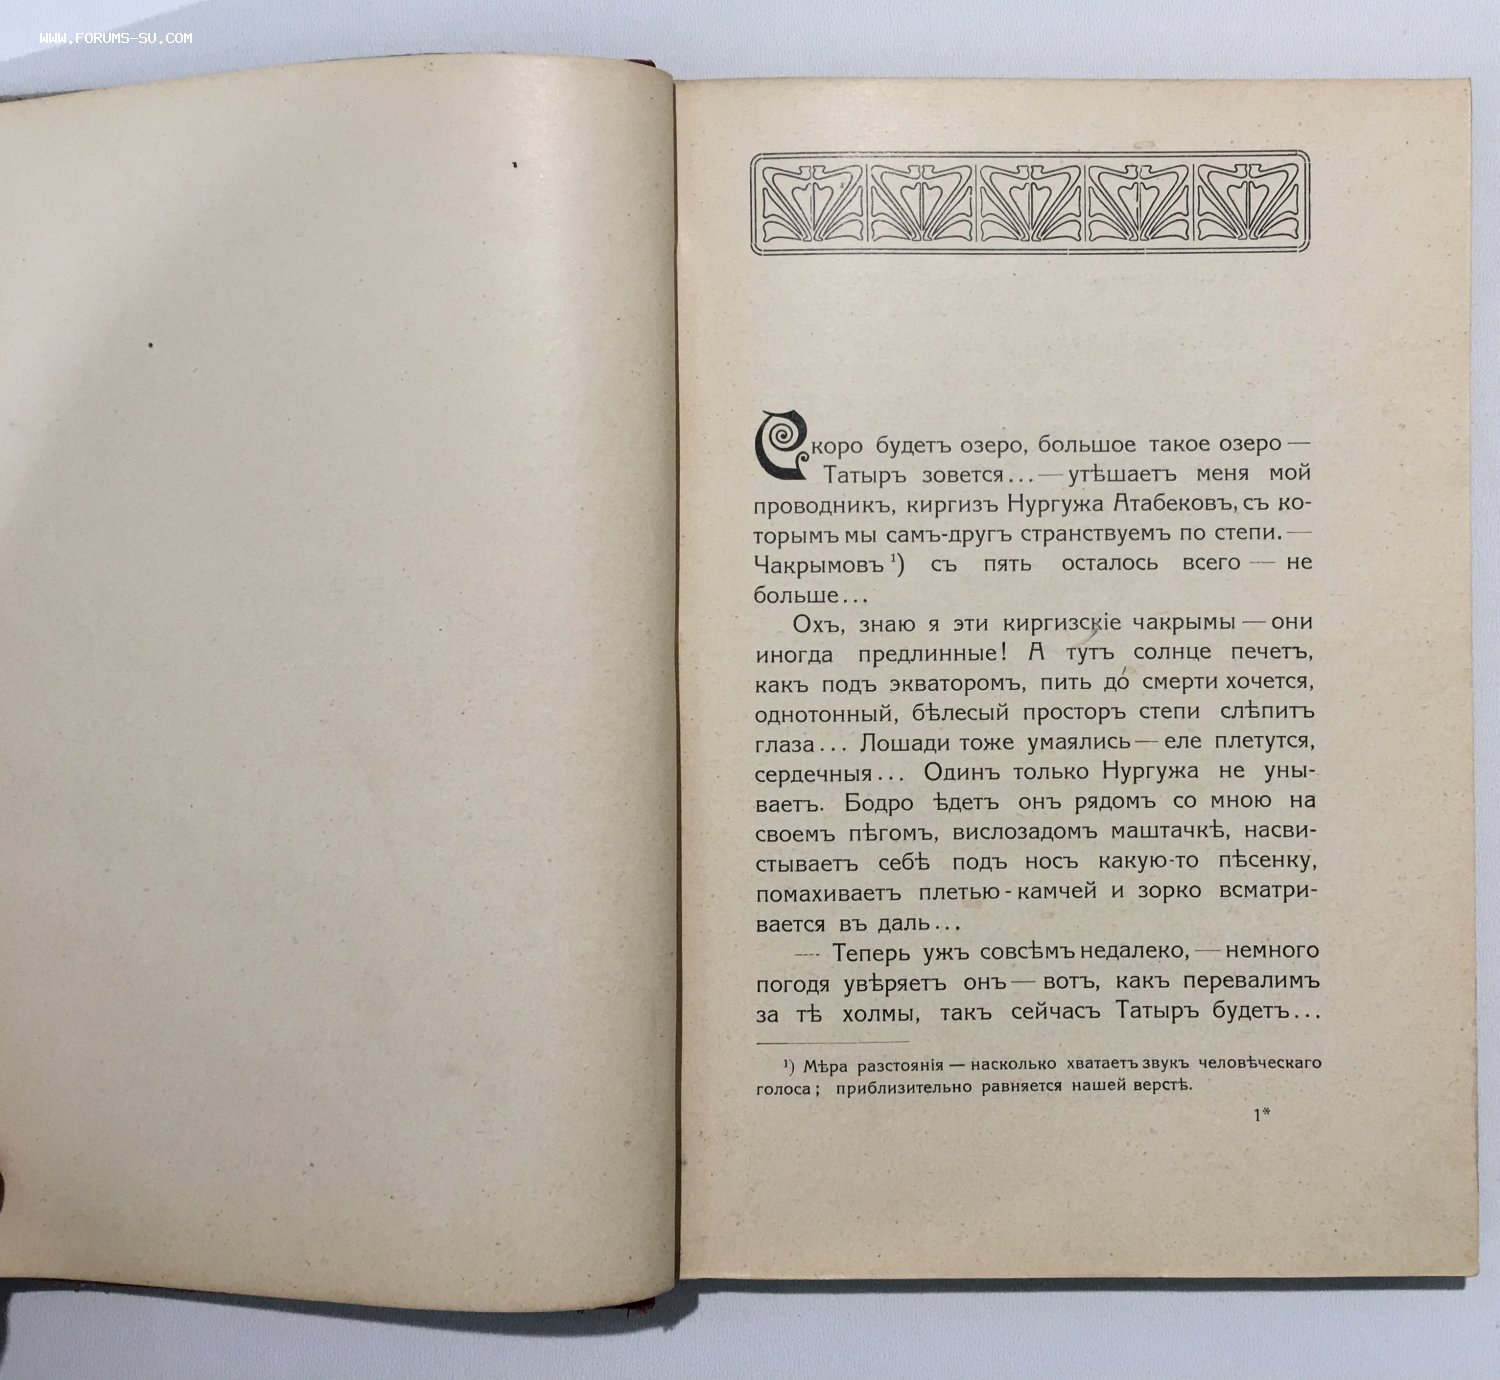 WWW.FORUMS-SU.COM
Скоро будетъ озеро, большое такое озеро —
Татыръ зовется... — утѣшаетъ меня мой
проводникъ, киргизъ Нургужа Атабековъ, съ ко-
торымъ мы самъ-другъ странствуемъ по степи. —
Чакрымовъ ¹) съ пять осталось всего — не
больше...
Охъ, знаю я эти киргизскіе чакрымы — они
иногда предлинные! А тутъ солнце печетъ,
какъ подъ экваторомъ, пить до́ смерти хочется,
однотонный, бѣлесый просторъ степи слѣпитъ
глаза... Лошади тоже умаялись — еле плетутся,
сердечныя... Одинъ только Нургужа не уны-
ваетъ. Бодро ѣдетъ онъ рядомъ со мною на
своемъ пѣгомъ, вислозадомъ маштачкѣ, насви-
стываетъ себѣ подъ носъ какую-то пѣсенку,
помахиваетъ плетью - камчей и зорко всматри-
вается въ даль...
— Теперь ужъ совсѣмъ недалеко, — немного
погодя увѣряетъ онъ — вотъ, какъ перевалимъ
за тѣ холмы, такъ сейчасъ Татыръ будетъ...
¹) Мѣра разстоянія — насколько хватаетъ звукъ человѣческаго
голоса; приблизительно равняется нашей верстѣ.
1*